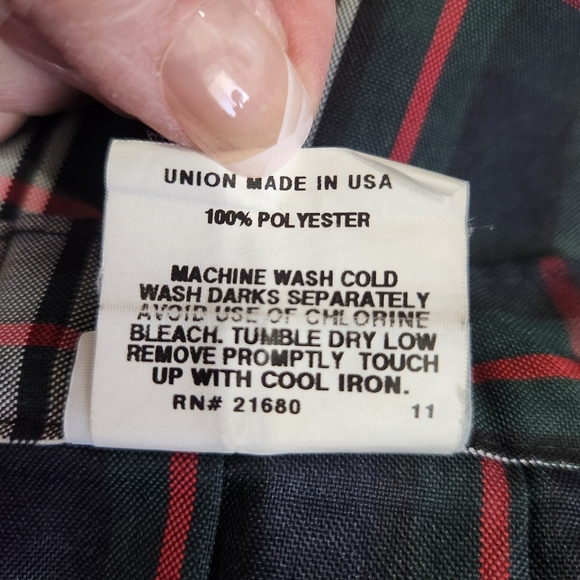 UNION MADE IN USA
100% POLYESTER
MACHINE WASH COLD
WASH DARKS SEPARATELY
AVOID USE OF CHLORINE
BLEACH. TUMBLE DRY LOW
REMOVE PROMPTLY TOUCH
UP WITH COOL IRON.
RN# 21680 11